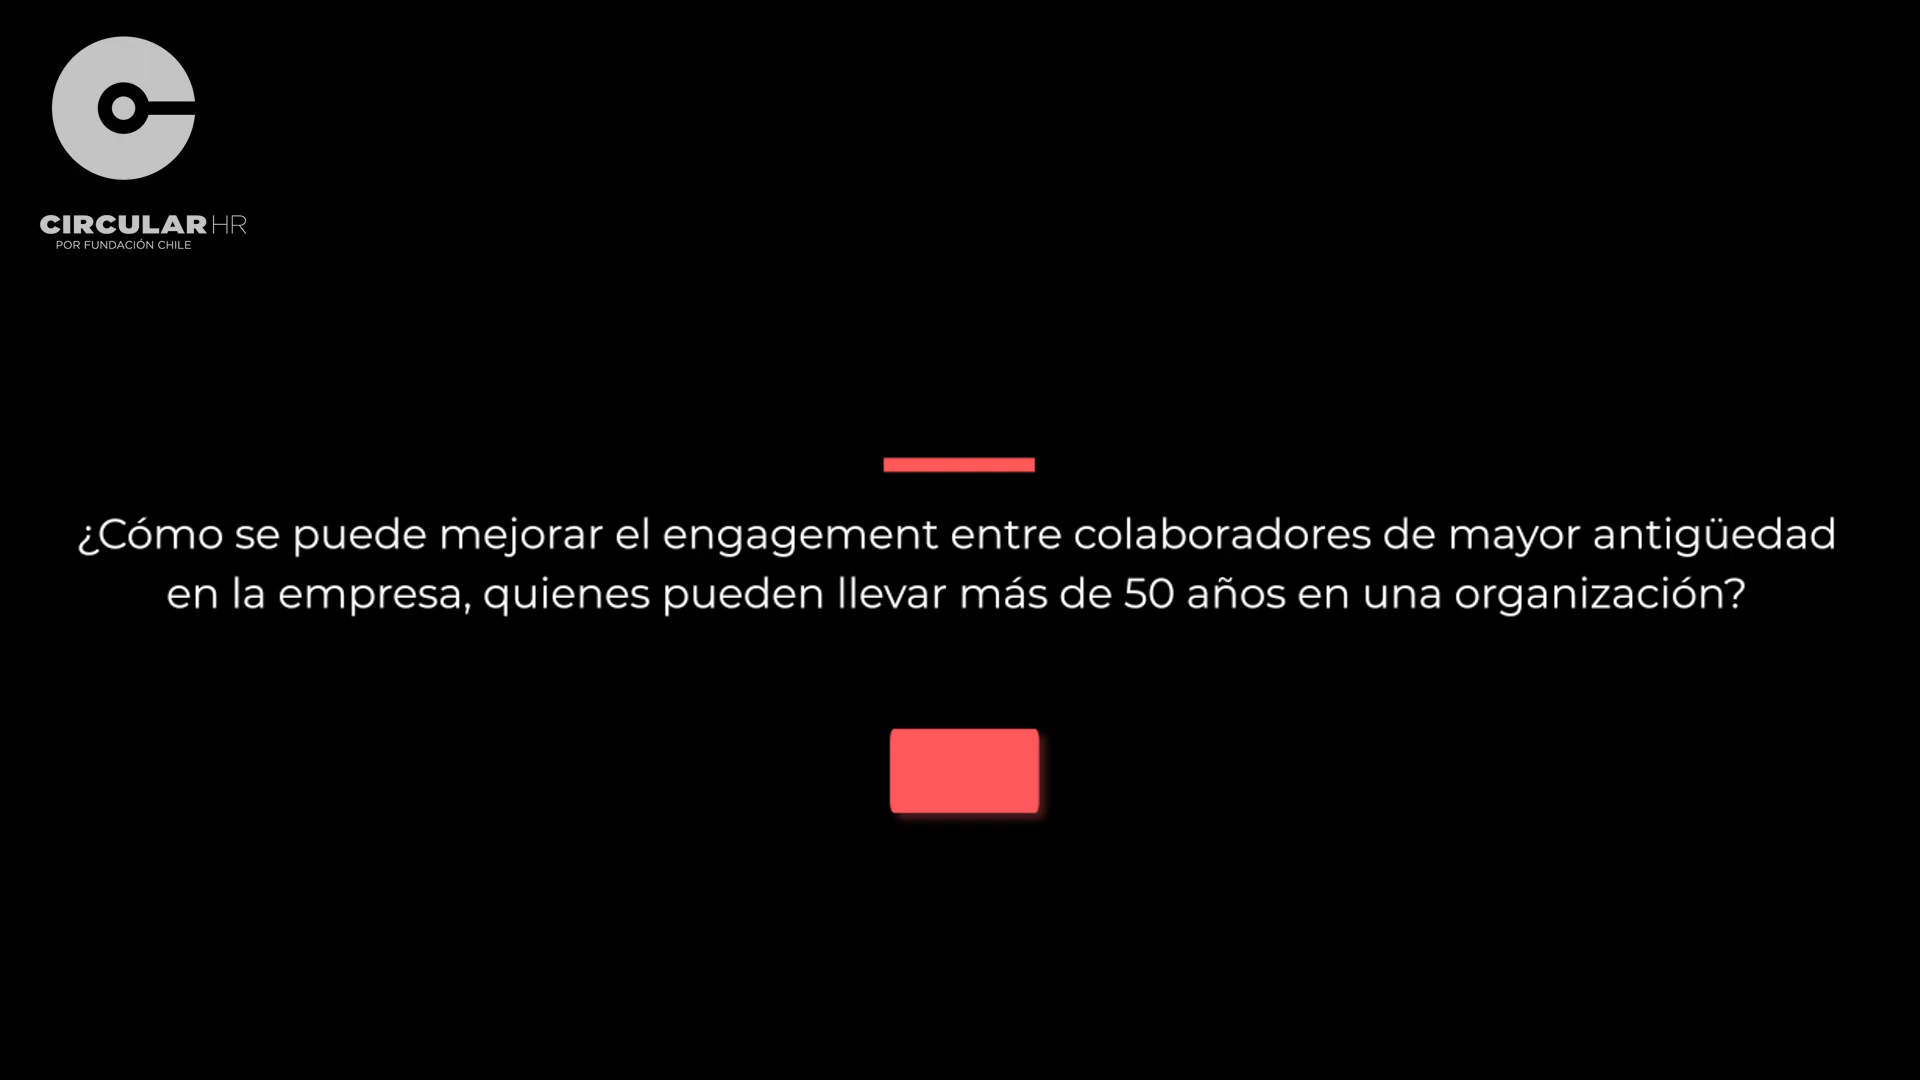 CIRCULAR HR
POR FUNDACIÓN CHILE
¿Cómo se puede mejorar el engagement entre colaboradores de mayor antigüedad
en la empresa, quienes pueden llevar más de 50 años en una organización?